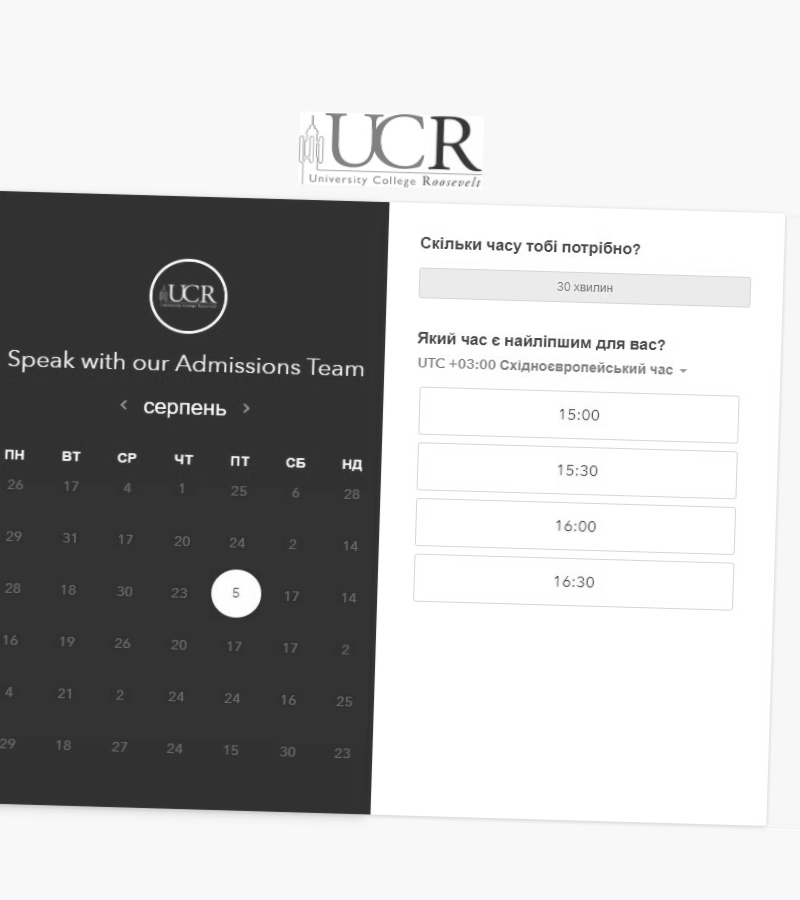 UCR
University College Roosevelt
UCR
University College Roosevelt
Speak with our Admissions Team
серпень
ПН ВТ СР ЧТ ПТ СБ НД
26 17 4 1 25 6 28
29 31 17 20 24 2 14
28 18 30 23 5 17 14
16 19 26 20 17 17 2
4 21 2 24 24 16 25
29 18 27 24 15 30 23
Скільки часу тобі потрібно?
30 хвилин
Який час є найліпшим для вас?
UTC +03:00 Східноєвропейський час
15:00
15:30
16:00
16:30